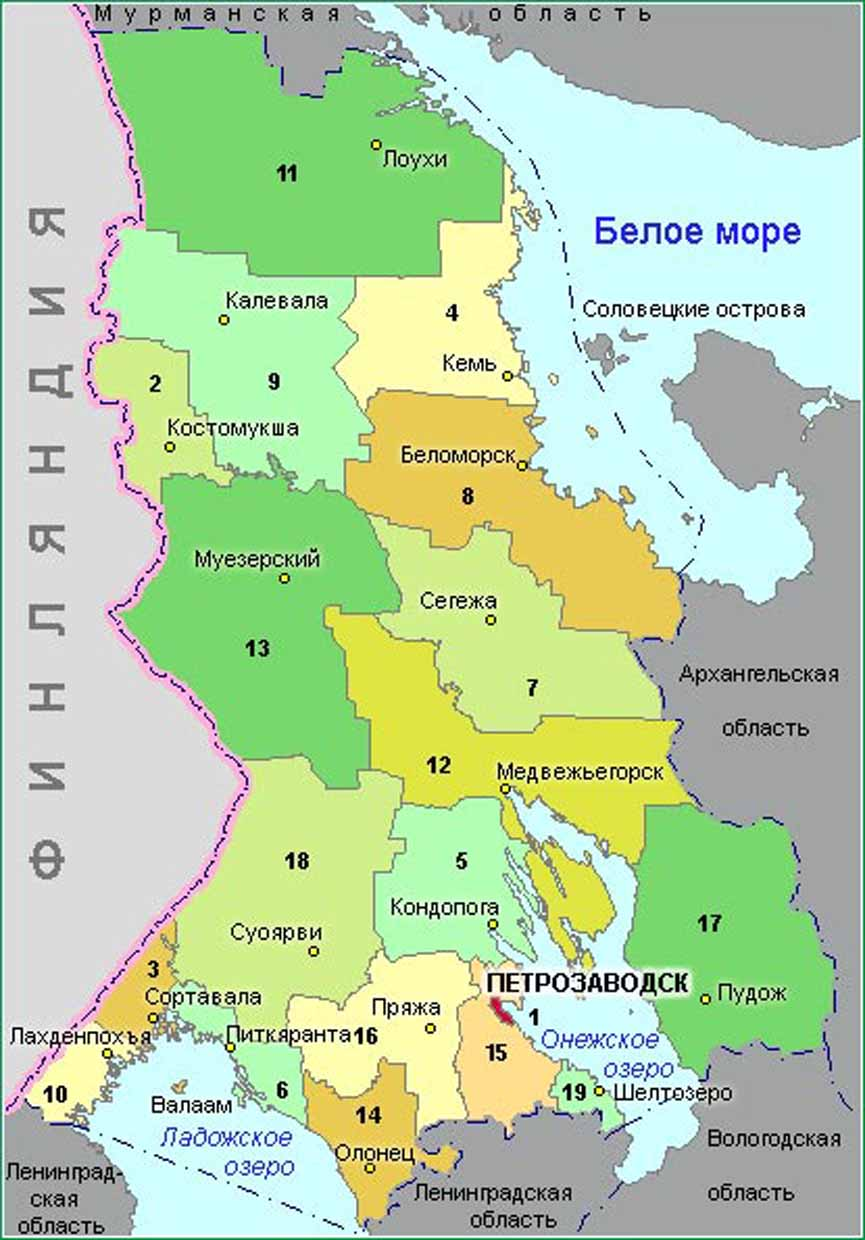 Мурманская область
11
Лоухи
ФИНЛЯНДИЯ
Белое море
Калевала
4
Соловецкие острова
2
9
Кемь
Костомукша
Беломорск
8
Муезерский
Сегежа
13
7
Архангельская
область
12
Медвежьегорск
18
5
Кондопога
17
Суоярви
3
ПЕТРОЗАВОДСК
Пудож
Сортавала
Пряжа
1
Лахденпохья
Питкяранта
16
Онежское
озеро
15
10
6
19
Шелтозеро
Валаам
14
Ладожское
озеро
Вологодская
область
Олонец
Ленинград-
ская
область
Ленинградская
область